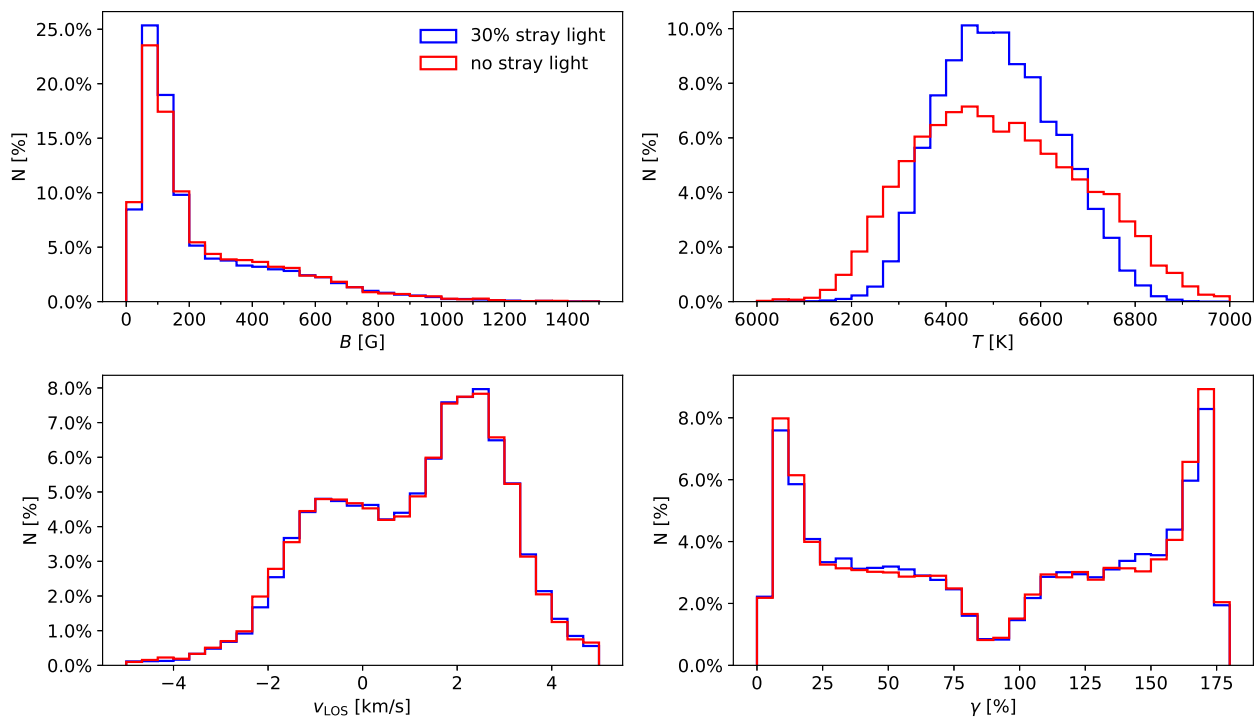 25.0%
20.0%
15.0%
10.0%
5.0%
0.0%
N [%]
30% stray light
no stray light
0 200 400 600 800 1000 1200 1400
B [G]
10.0%
8.0%
6.0%
4.0%
2.0%
0.0%
N [%]
6000 6200 6400 6600 6800 7000
T [K]
8.0%
7.0%
6.0%
5.0%
4.0%
3.0%
2.0%
1.0%
0.0%
N [%]
−4 −2 0 2 4
vLOS [km/s]
8.0%
6.0%
4.0%
2.0%
0.0%
N [%]
0 25 50 75 100 125 150 175
γ [%]